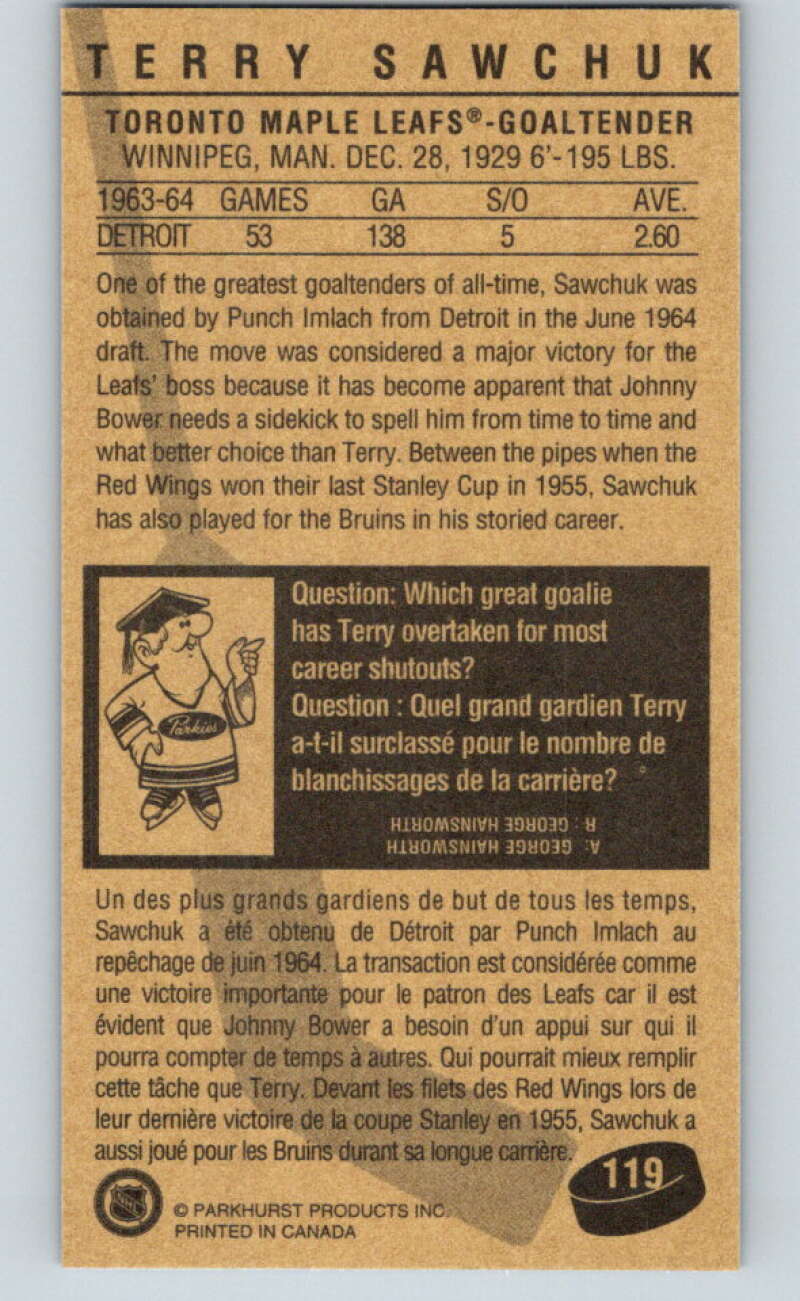 TERRY SAWCHUK
TORONTO MAPLE LEAFS®-GOALTENDER
WINNIPEG, MAN. DEC. 28, 1929 6'-195 LBS.
1963-64 GAMES GA S/O AVE.
DETROIT 53 138 5 2.60
One of the greatest goaltenders of all-time, Sawchuk was
obtained by Punch Imlach from Detroit in the June 1964
draft. The move was considered a major victory for the
Leafs' boss because it has become apparent that Johnny
Bower needs a sidekick to spell him from time to time and
what better choice than Terry. Between the pipes when the
Red Wings won their last Stanley Cup in 1955, Sawchuk
has also played for the Bruins in his storied career.
Question: Which great goalie
has Terry overtaken for most
career shutouts?
Question : Quel grand gardien Terry
a-t-il surclassé pour le nombre de
blanchissages de la carrière?
Parkies
A: GEORGE HAINSWORTH
R : GEORGE HAINSWORTH
Un des plus grands gardiens de but de tous les temps,
Sawchuk a été obtenu de Détroit par Punch Imlach au
repêchage de juin 1964. La transaction est considérée comme
une victoire importante pour le patron des Leafs car il est
évident que Johnny Bower a besoin d'un appui sur qui il
pourra compter de temps à autres. Qui pourrait mieux remplir
cette tâche que Terry. Devant les filets des Red Wings lors de
leur dernière victoire de la coupe Stanley en 1955, Sawchuk a
aussi joué pour les Bruins durant sa longue carrière.
119
NHL
© PARKHURST PRODUCTS INC.
PRINTED IN CANADA